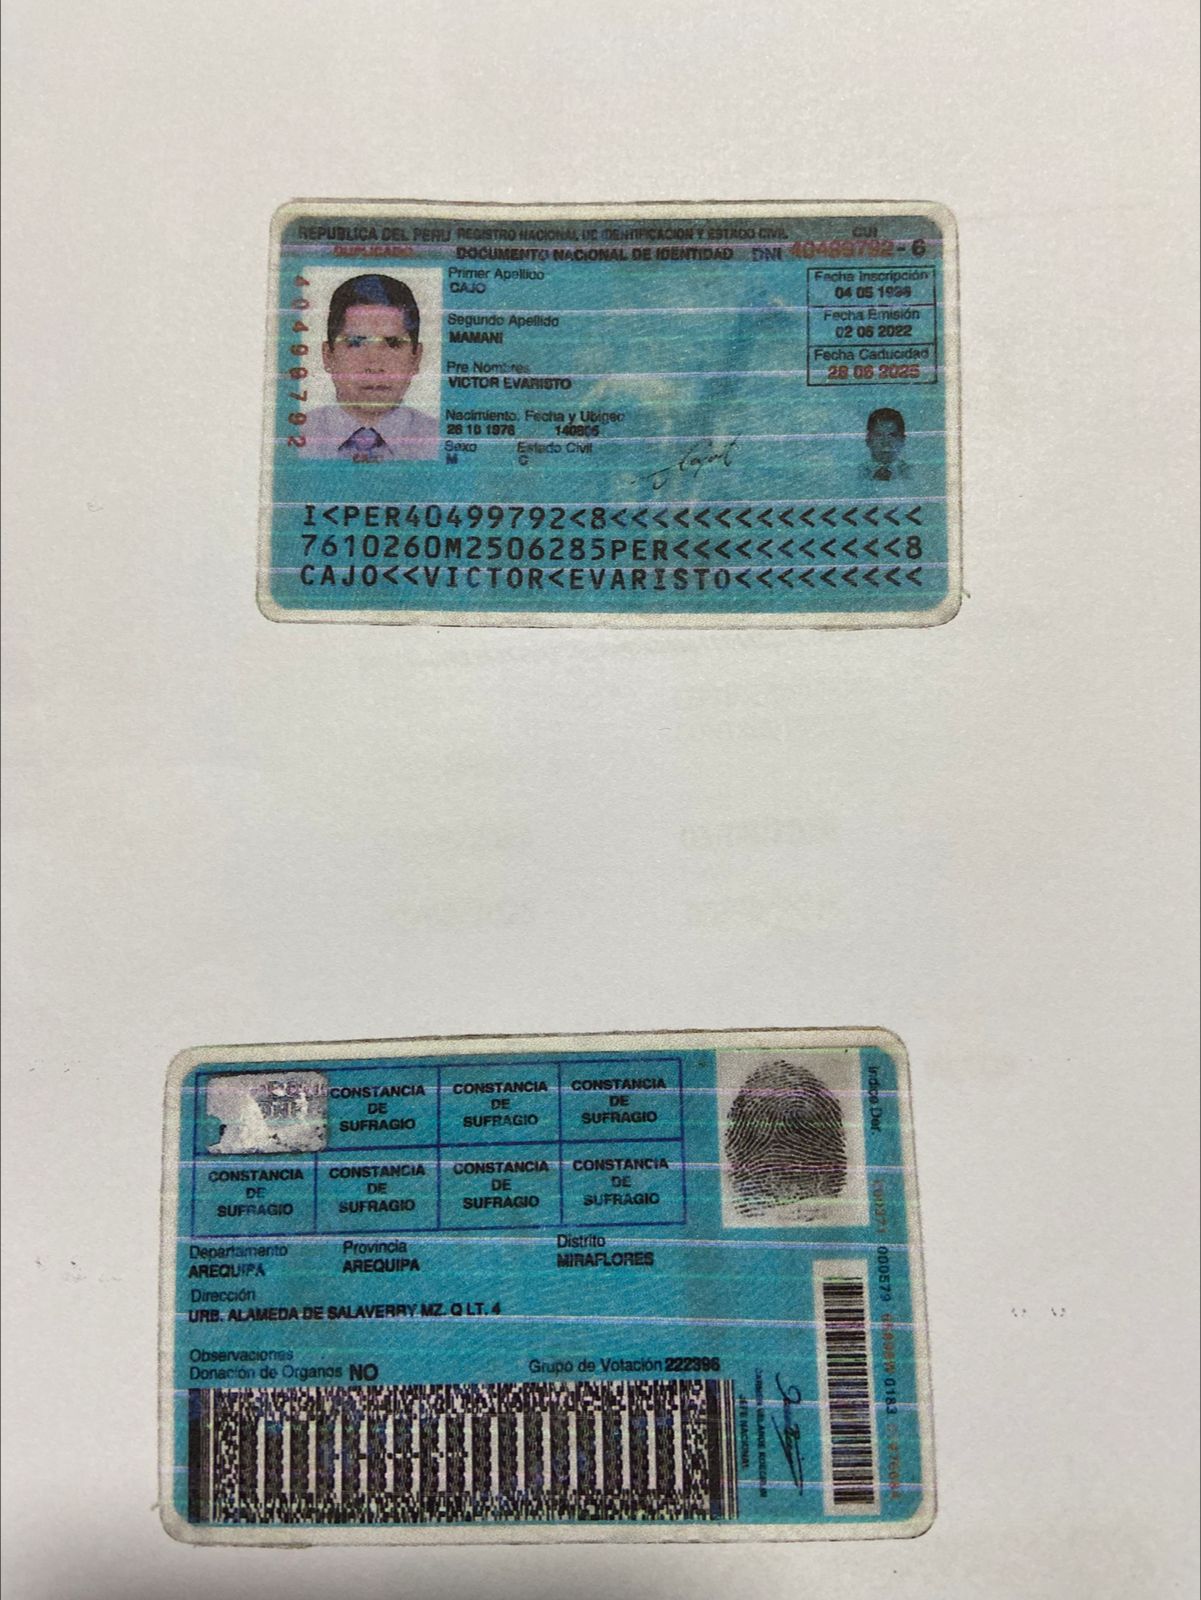 REPUBLICA DEL PERU REGISTRO NACIONAL DE IDENTIFICACION Y ESTADO CIVIL CUI
DUPLICADO DOCUMENTO NACIONAL DE IDENTIDAD DNI 40499792 - 6
40499792
Primer Apellido
CAJO
Segundo Apellido
MAMANI
Pre Nombres
VICTOR EVARISTO
Nacimiento. Fecha y Ubigeo
26 10 1976 140806
Sexo Estado Civil
M C
Fecha Inscripción
04 05 1998
Fecha Emisión
02 06 2022
Fecha Caducidad
28 06 2025
I<PER40499792<8<<<<<<<<<<<<<<<
7610260M2506285PER<<<<<<<<<<<8
CAJO<<VICTOR<EVARISTO<<<<<<<<<
CONSTANCIA DE SUFRAGIO
CONSTANCIA DE SUFRAGIO
CONSTANCIA DE SUFRAGIO
CONSTANCIA DE SUFRAGIO
CONSTANCIA DE SUFRAGIO
CONSTANCIA DE SUFRAGIO
CONSTANCIA DE SUFRAGIO
Indice Der.
Departamento Provincia Distrito
AREQUIPA AREQUIPA MIRAFLORES
Dirección
URB. ALAMEDA DE SALAVERRY MZ. Q LT. 4
Observaciones
Donación de Organos NO Grupo de Votación 222396
JEFE NACIONAL
000579
0183